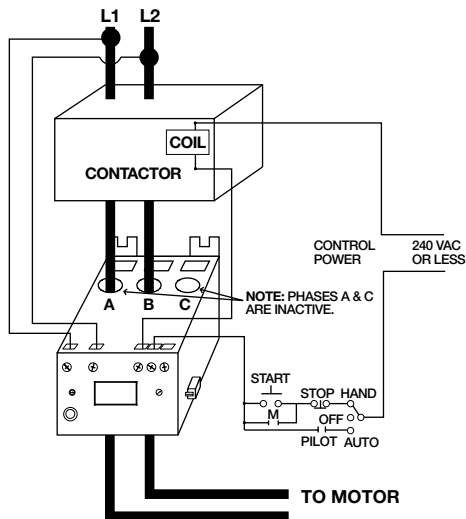 L1 L2
COIL
CONTACTOR
CONTROL
POWER
240 VAC
OR LESS
A B C
NOTE: PHASES A & C
ARE INACTIVE.
START
STOP HAND
M
OFF
PILOT AUTO
TO MOTOR